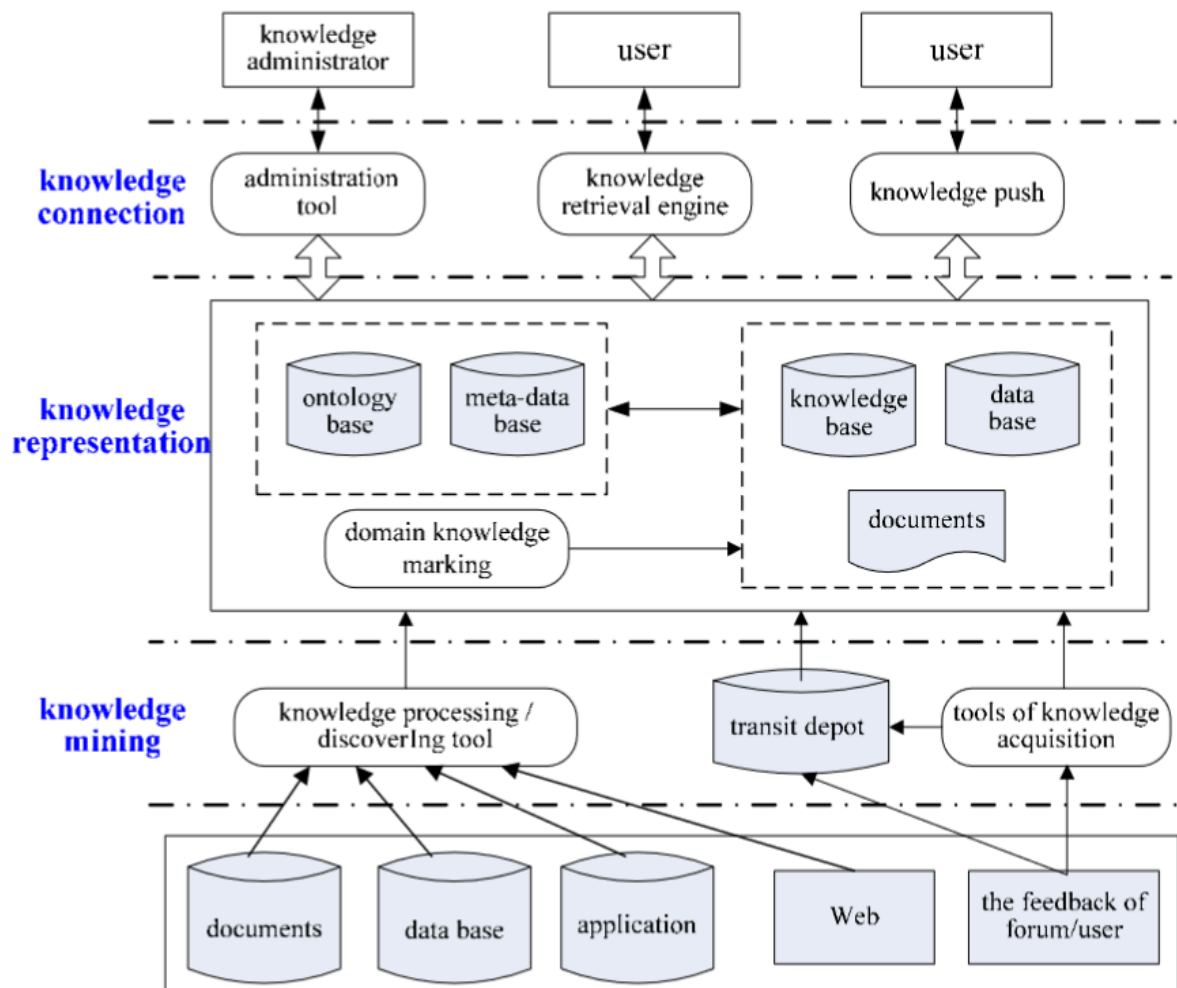 knowledge
administrator
user
user
knowledge
connection
administration
tool
knowledge
retrieval engine
knowledge push
knowledge
representation
ontology
base
meta-data
base
knowledge
base
data
base
documents
domain knowledge
marking
knowledge
mining
knowledge processing /
discovering tool
transit depot
tools of knowledge
acquisition
documents
data base
application
Web
the feedback of
forum/user